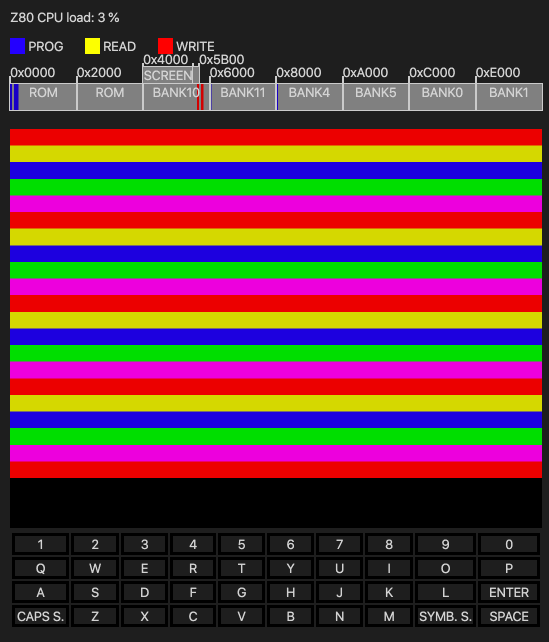 Z80 CPU load: 3 %
PROG READ WRITE
0x4000 0x5B00
0x0000 0x2000 SCREEN 0x6000 0x8000 0xA000 0xC000 0xE000
ROM ROM BANK10 BANK11 BANK4 BANK5 BANK0 BANK1
1 2 3 4 5 6 7 8 9 0
Q W E R T Y U I O P
A S D F G H J K L ENTER
CAPS S. Z X C V B N M SYMB. S. SPACE